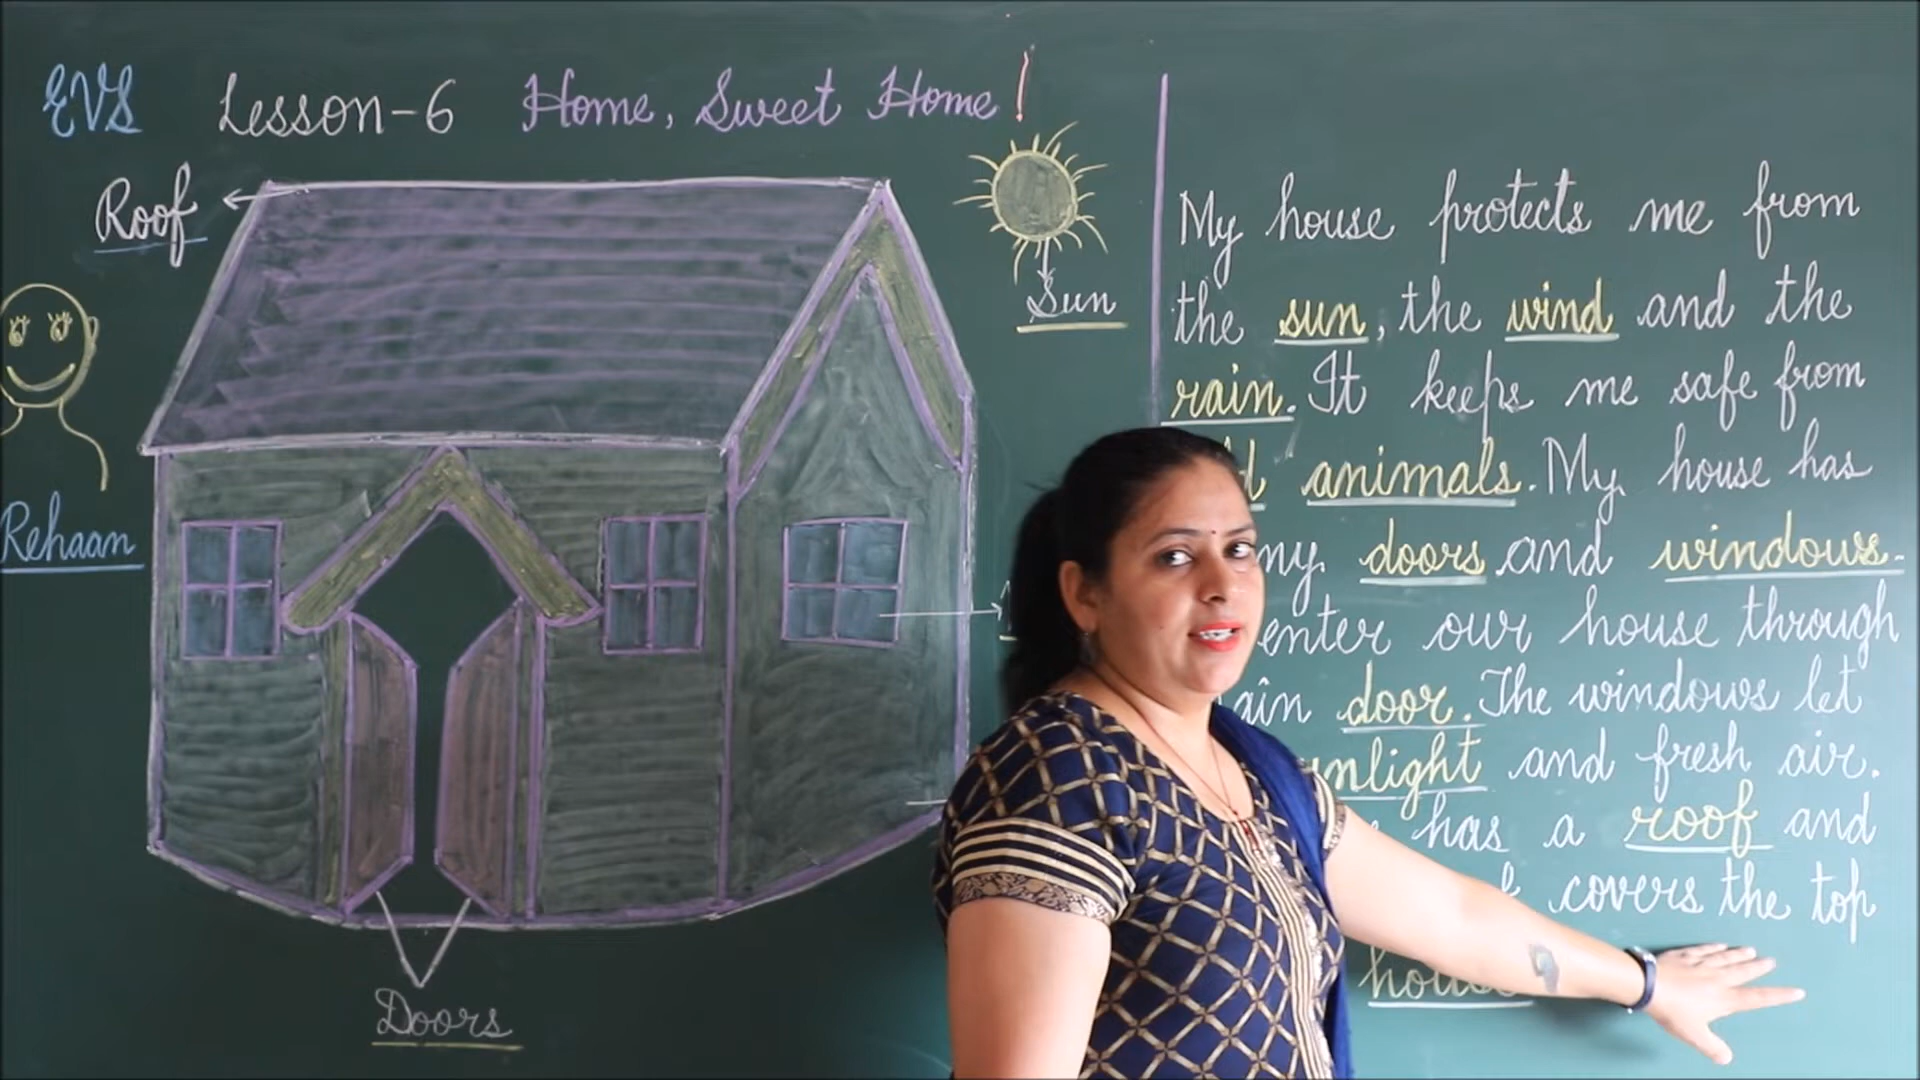 EVS Lesson-6 Home, Sweet Home!
Roof
Sun
Rehaan
Doors
My house protects me from
the sun, the wind and the
rain. It keeps me safe from
animals. My house has
doors and windows.
enter our house through
door. The windows let
and fresh air.
has a roof and
covers the top
house